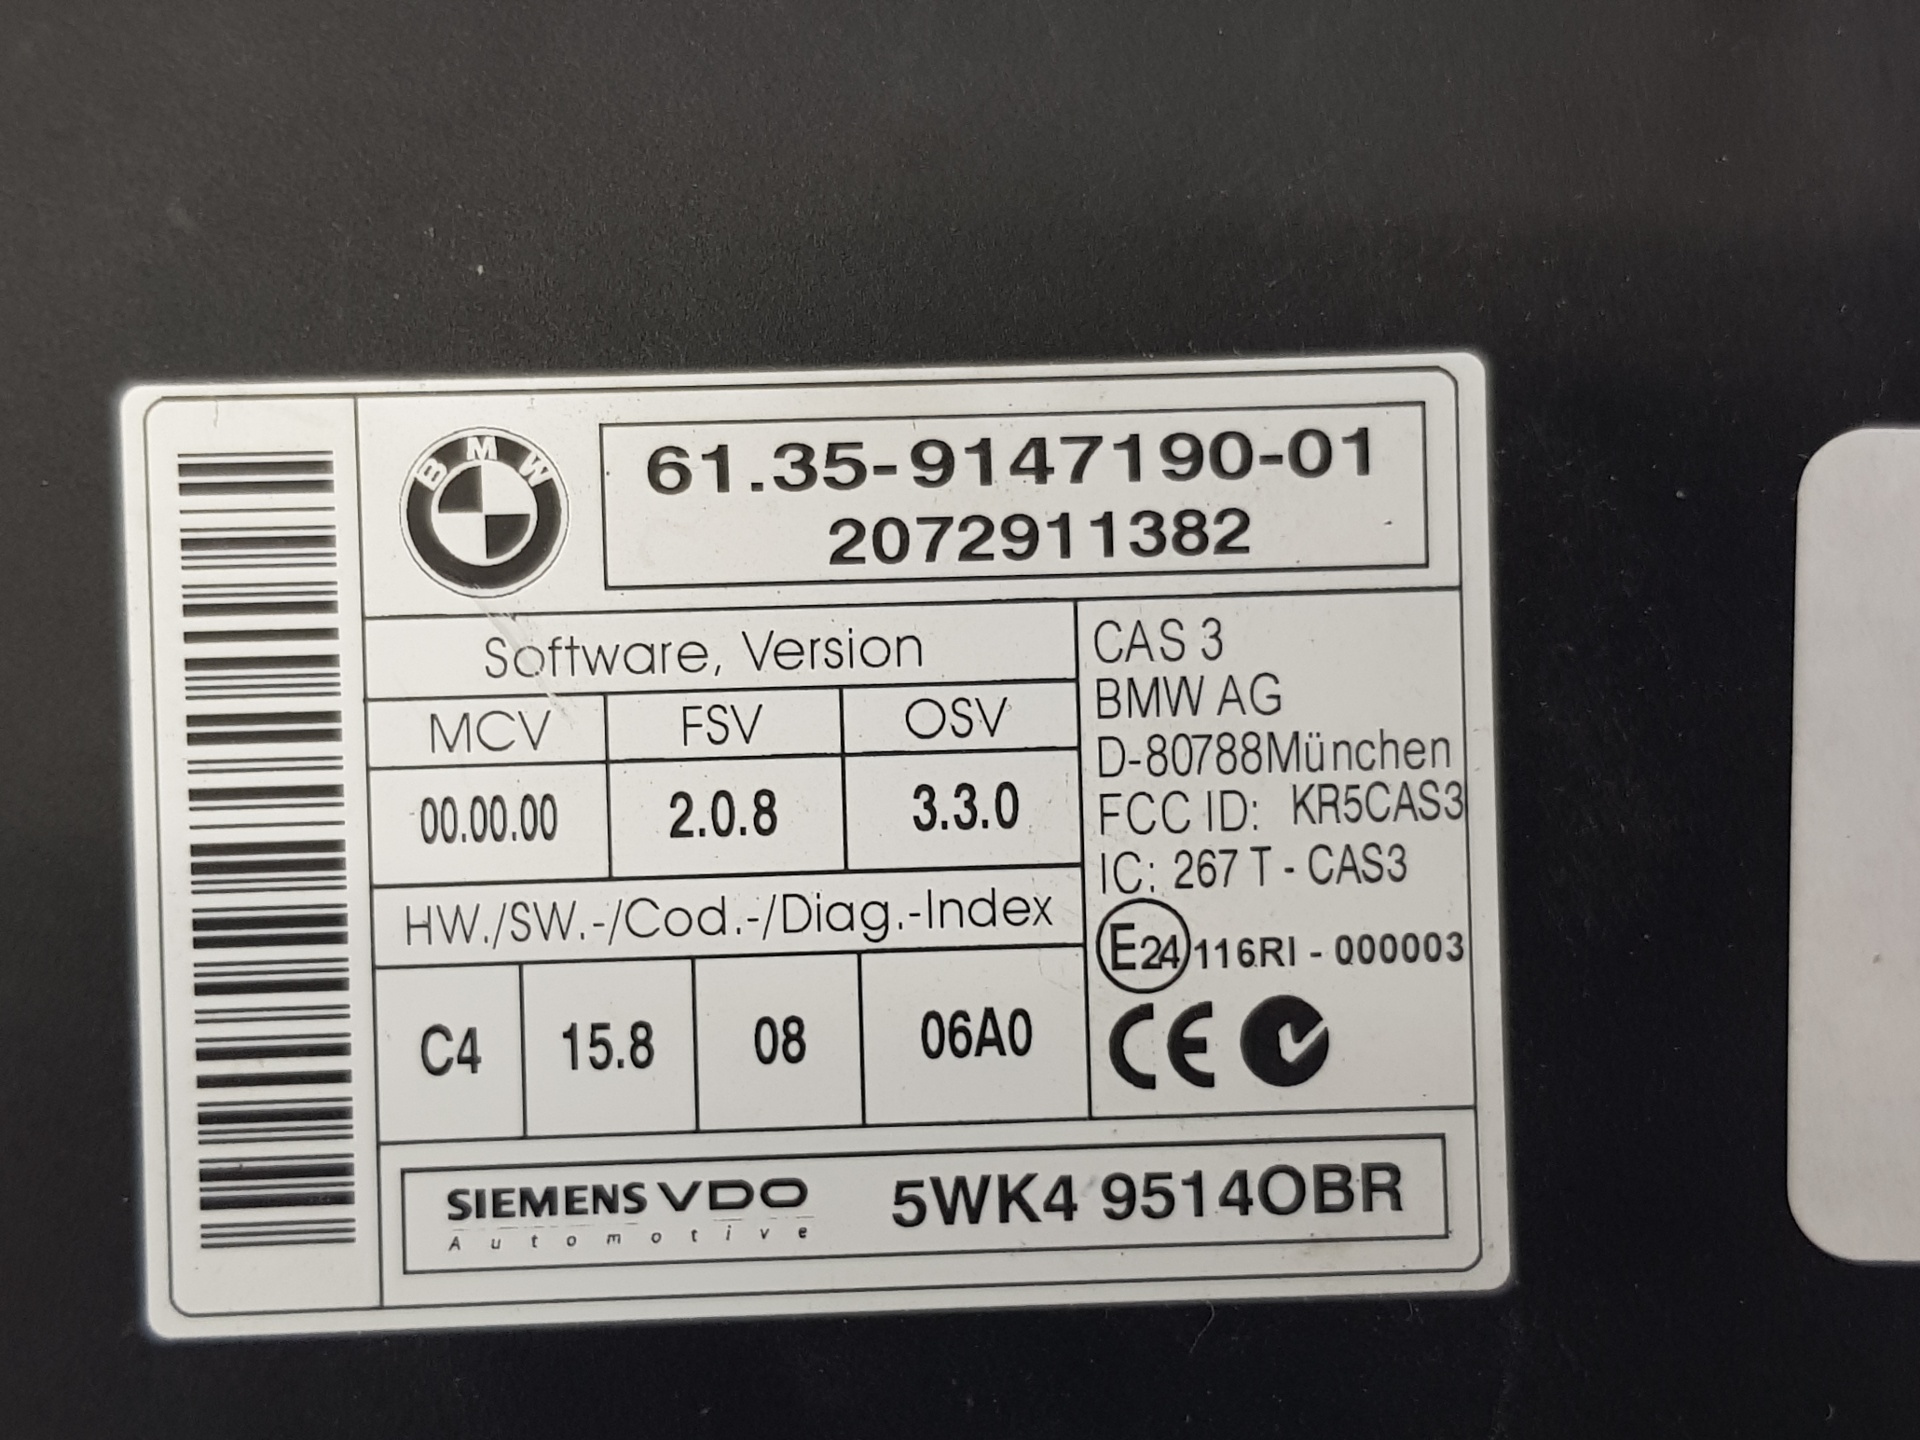 BMW
61.35-9147190-01
2072911382
Software, Version
MCV FSV OSV
00.00.00 2.0.8 3.3.0
HW./SW.-/Cod.-/Diag.-Index
C4 15.8 08 06A0
CAS 3
BMW AG
D-80788München
FCC ID: KR5CAS3
IC: 267 T - CAS3
E24 116RI - 000003
CE
SIEMENS VDO
Automotive
5WK4 9514OBR